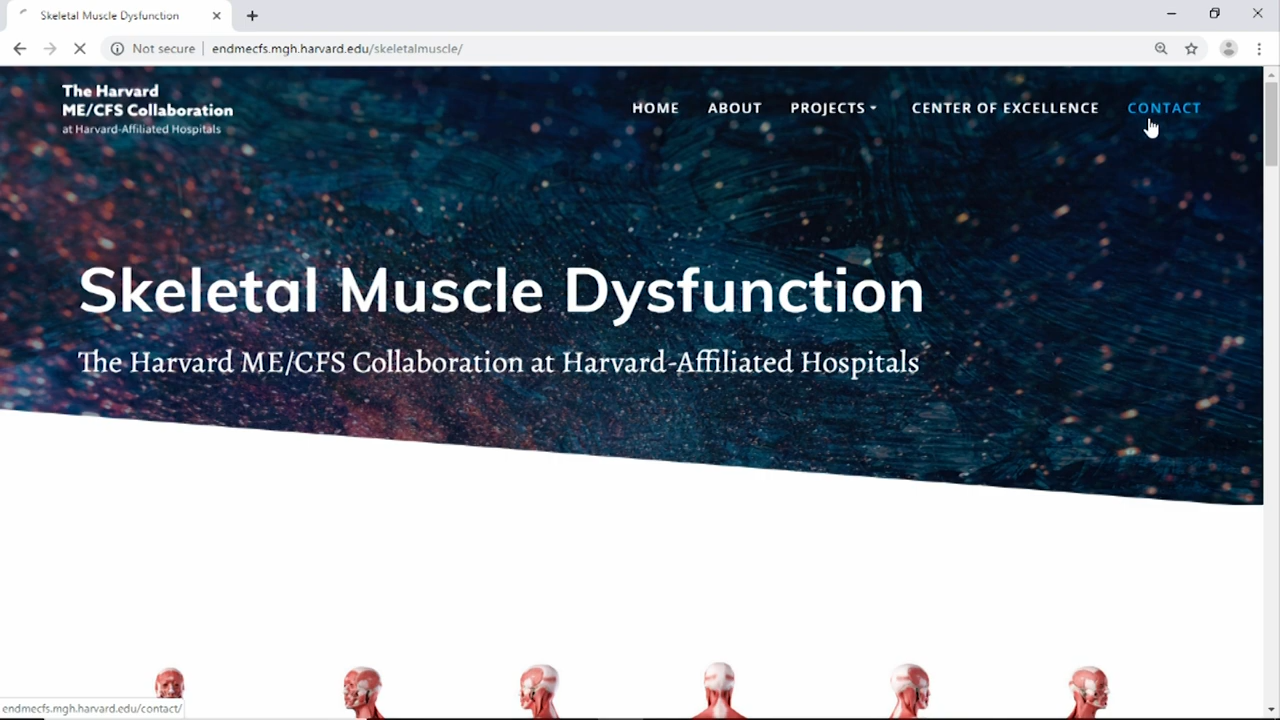 Skeletal Muscle Dysfunction
Not secure
endmecfs.mgh.harvard.edu/skeletalmuscle/
The Harvard
ME/CFS Collaboration
at Harvard-Affiliated Hospitals
HOME
ABOUT
PROJECTS
CENTER OF EXCELLENCE
CONTACT
Skeletal Muscle Dysfunction
The Harvard ME/CFS Collaboration at Harvard-Affiliated Hospitals
endmecfs.mgh.harvard.edu/contact/